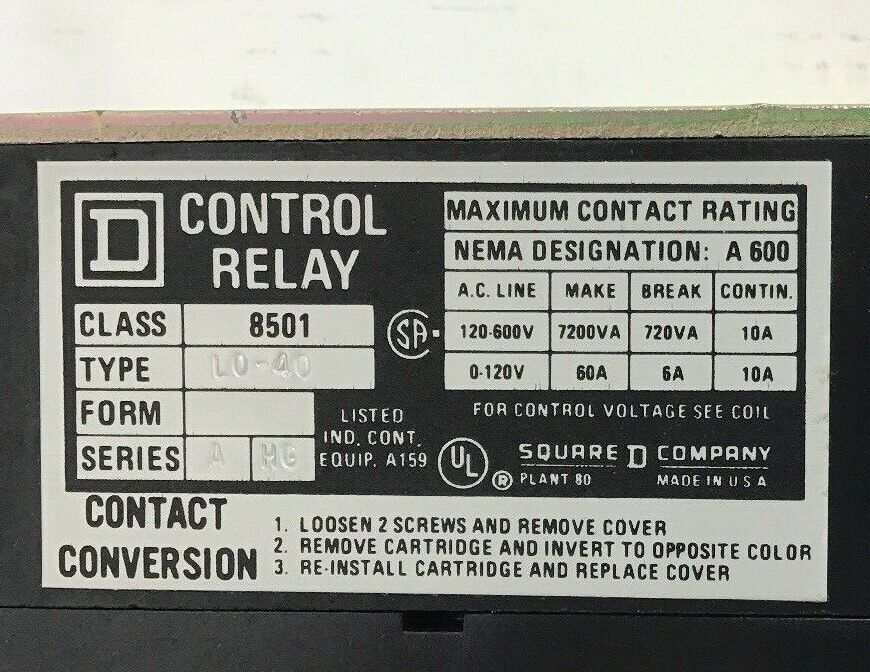 D CONTROL RELAY
CLASS 8501
TYPE LO-40
FORM
SERIES A HG
SA
LISTED
IND. CONT.
EQUIP. A159
UL
MAXIMUM CONTACT RATING
NEMA DESIGNATION: A 600
A.C. LINE MAKE BREAK CONTIN.
120-600V 7200VA 720VA 10A
0-120V 60A 6A 10A
FOR CONTROL VOLTAGE SEE COIL
SQUARE D COMPANY
® PLANT 80 MADE IN U S A
CONTACT CONVERSION
1. LOOSEN 2 SCREWS AND REMOVE COVER
2. REMOVE CARTRIDGE AND INVERT TO OPPOSITE COLOR
3. RE-INSTALL CARTRIDGE AND REPLACE COVER